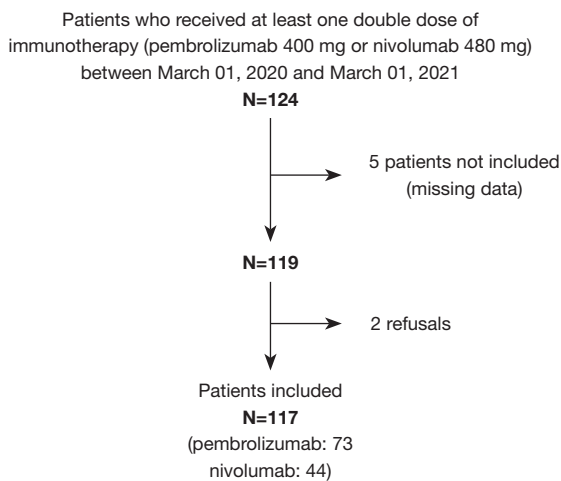 Patients who received at least one double dose of
immunotherapy (pembrolizumab 400 mg or nivolumab 480 mg)
between March 01, 2020 and March 01, 2021
N=124
5 patients not included
(missing data)
N=119
2 refusals
Patients included
N=117
(pembrolizumab: 73
nivolumab: 44)